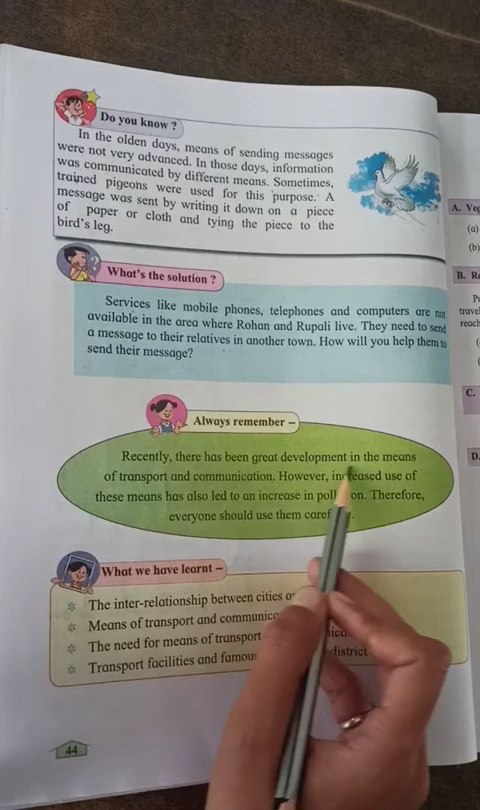 Do you know ?
In the olden days, means of sending messages
were not very advanced. In those days, information
was communicated by different means. Sometimes,
trained pigeons were used for this purpose. A
message was sent by writing it down on a piece
of paper or cloth and tying the piece to the
bird's leg.
What's the solution ?
Services like mobile phones, telephones and computers are not
available in the area where Rohan and Rupali live. They need to send
a message to their relatives in another town. How will you help them to
send their message?
Always remember –
Recently, there has been great development in the means
of transport and communication. However, increased use of
these means has also led to an increase in pollution. Therefore,
everyone should use them
What we have learnt –
The inter-relationship between cities
Means of transport and
The need for means of transport
Transport facilities and district
44
A.
(a)
(b)
B.
travel
reach
C.
D.